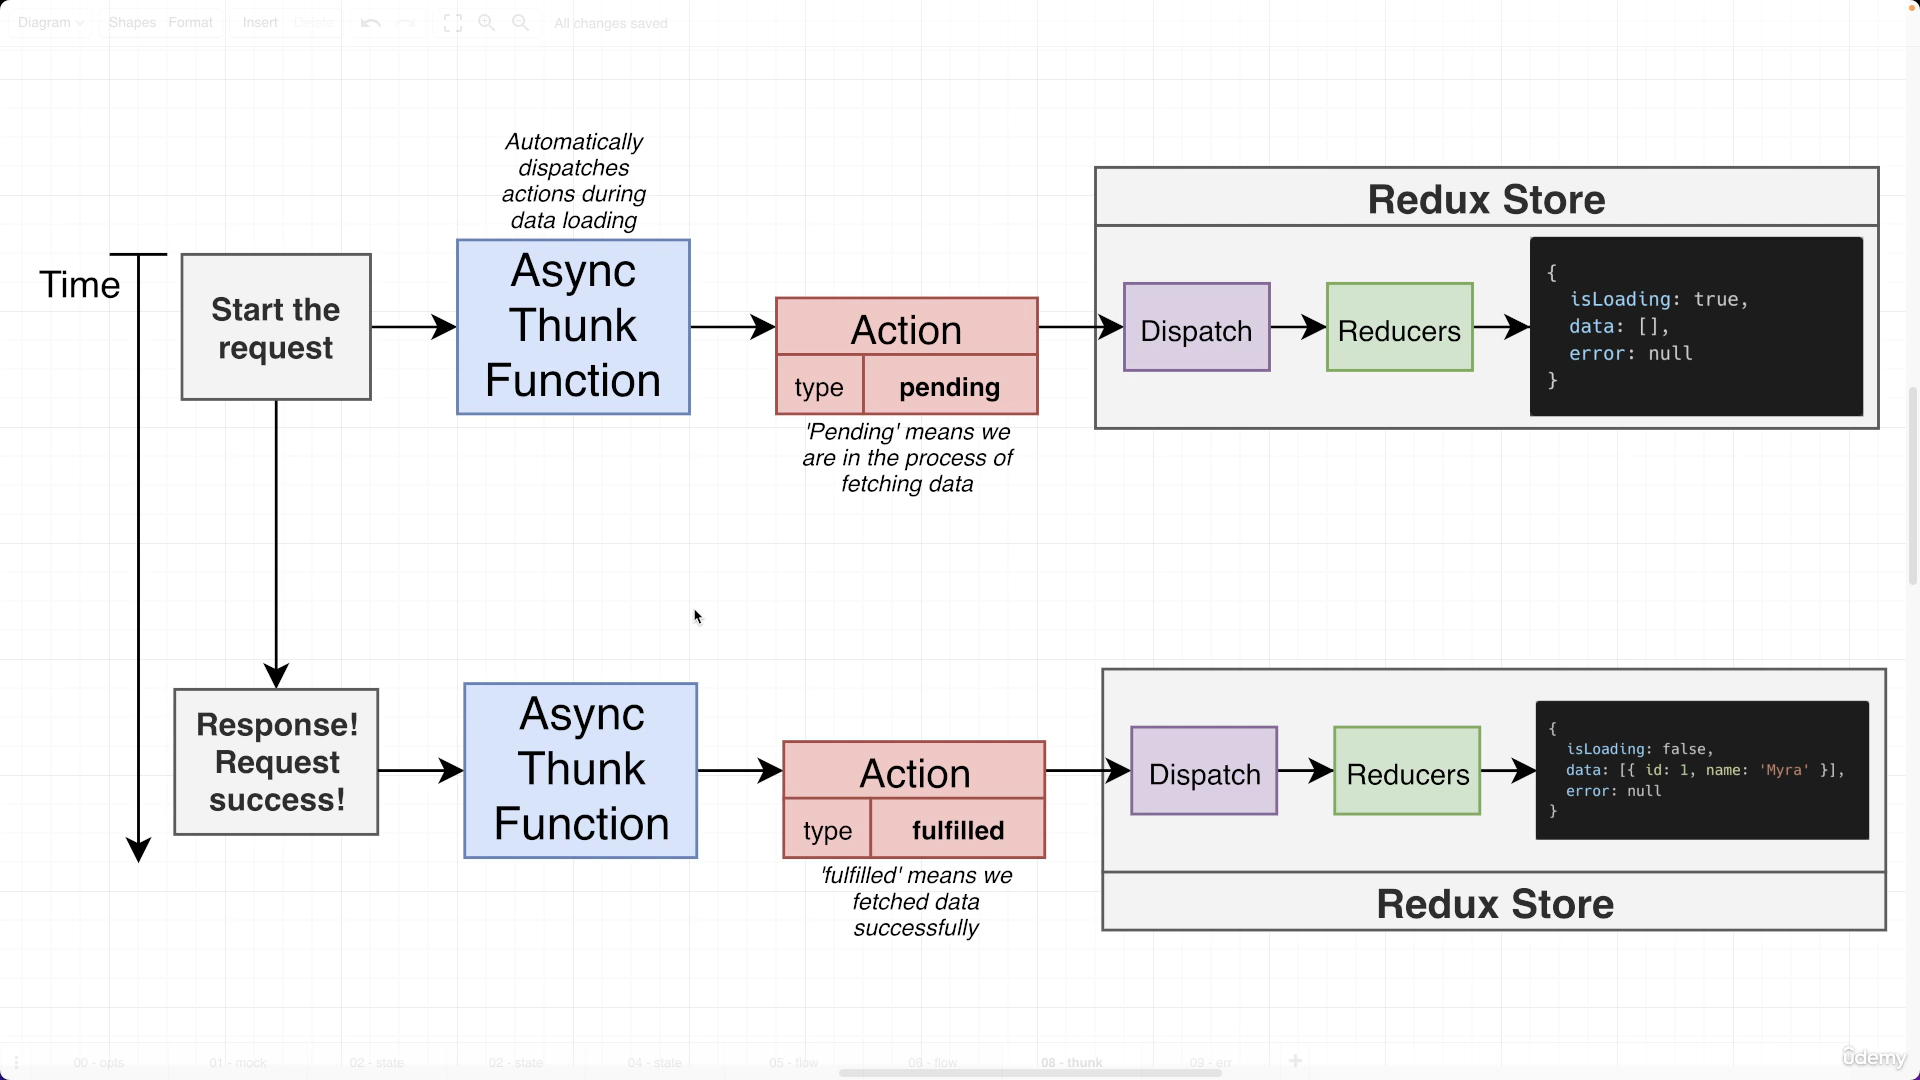 Diagram
Shapes
Format
Insert
Delete
All changes saved
Automatically
dispatches
actions during
data loading
Time
Start the
request
Async
Thunk
Function
Action
type
pending
'Pending' means we
are in the process of
fetching data
Redux Store
Dispatch
Reducers
{
isLoading: true,
data: [],
error: null
}
Response!
Request
success!
Async
Thunk
Function
Action
type
fulfilled
'fulfilled' means we
fetched data
successfully
Dispatch
Reducers
{
isLoading: false,
data: [{ id: 1, name: 'Myra' }],
error: null
}
Redux Store
00 - opts
01 - mock
02 - state
02 - state
04 - state
05 - flow
06 - flow
08 - thunk
09 - err
+
ûdemy